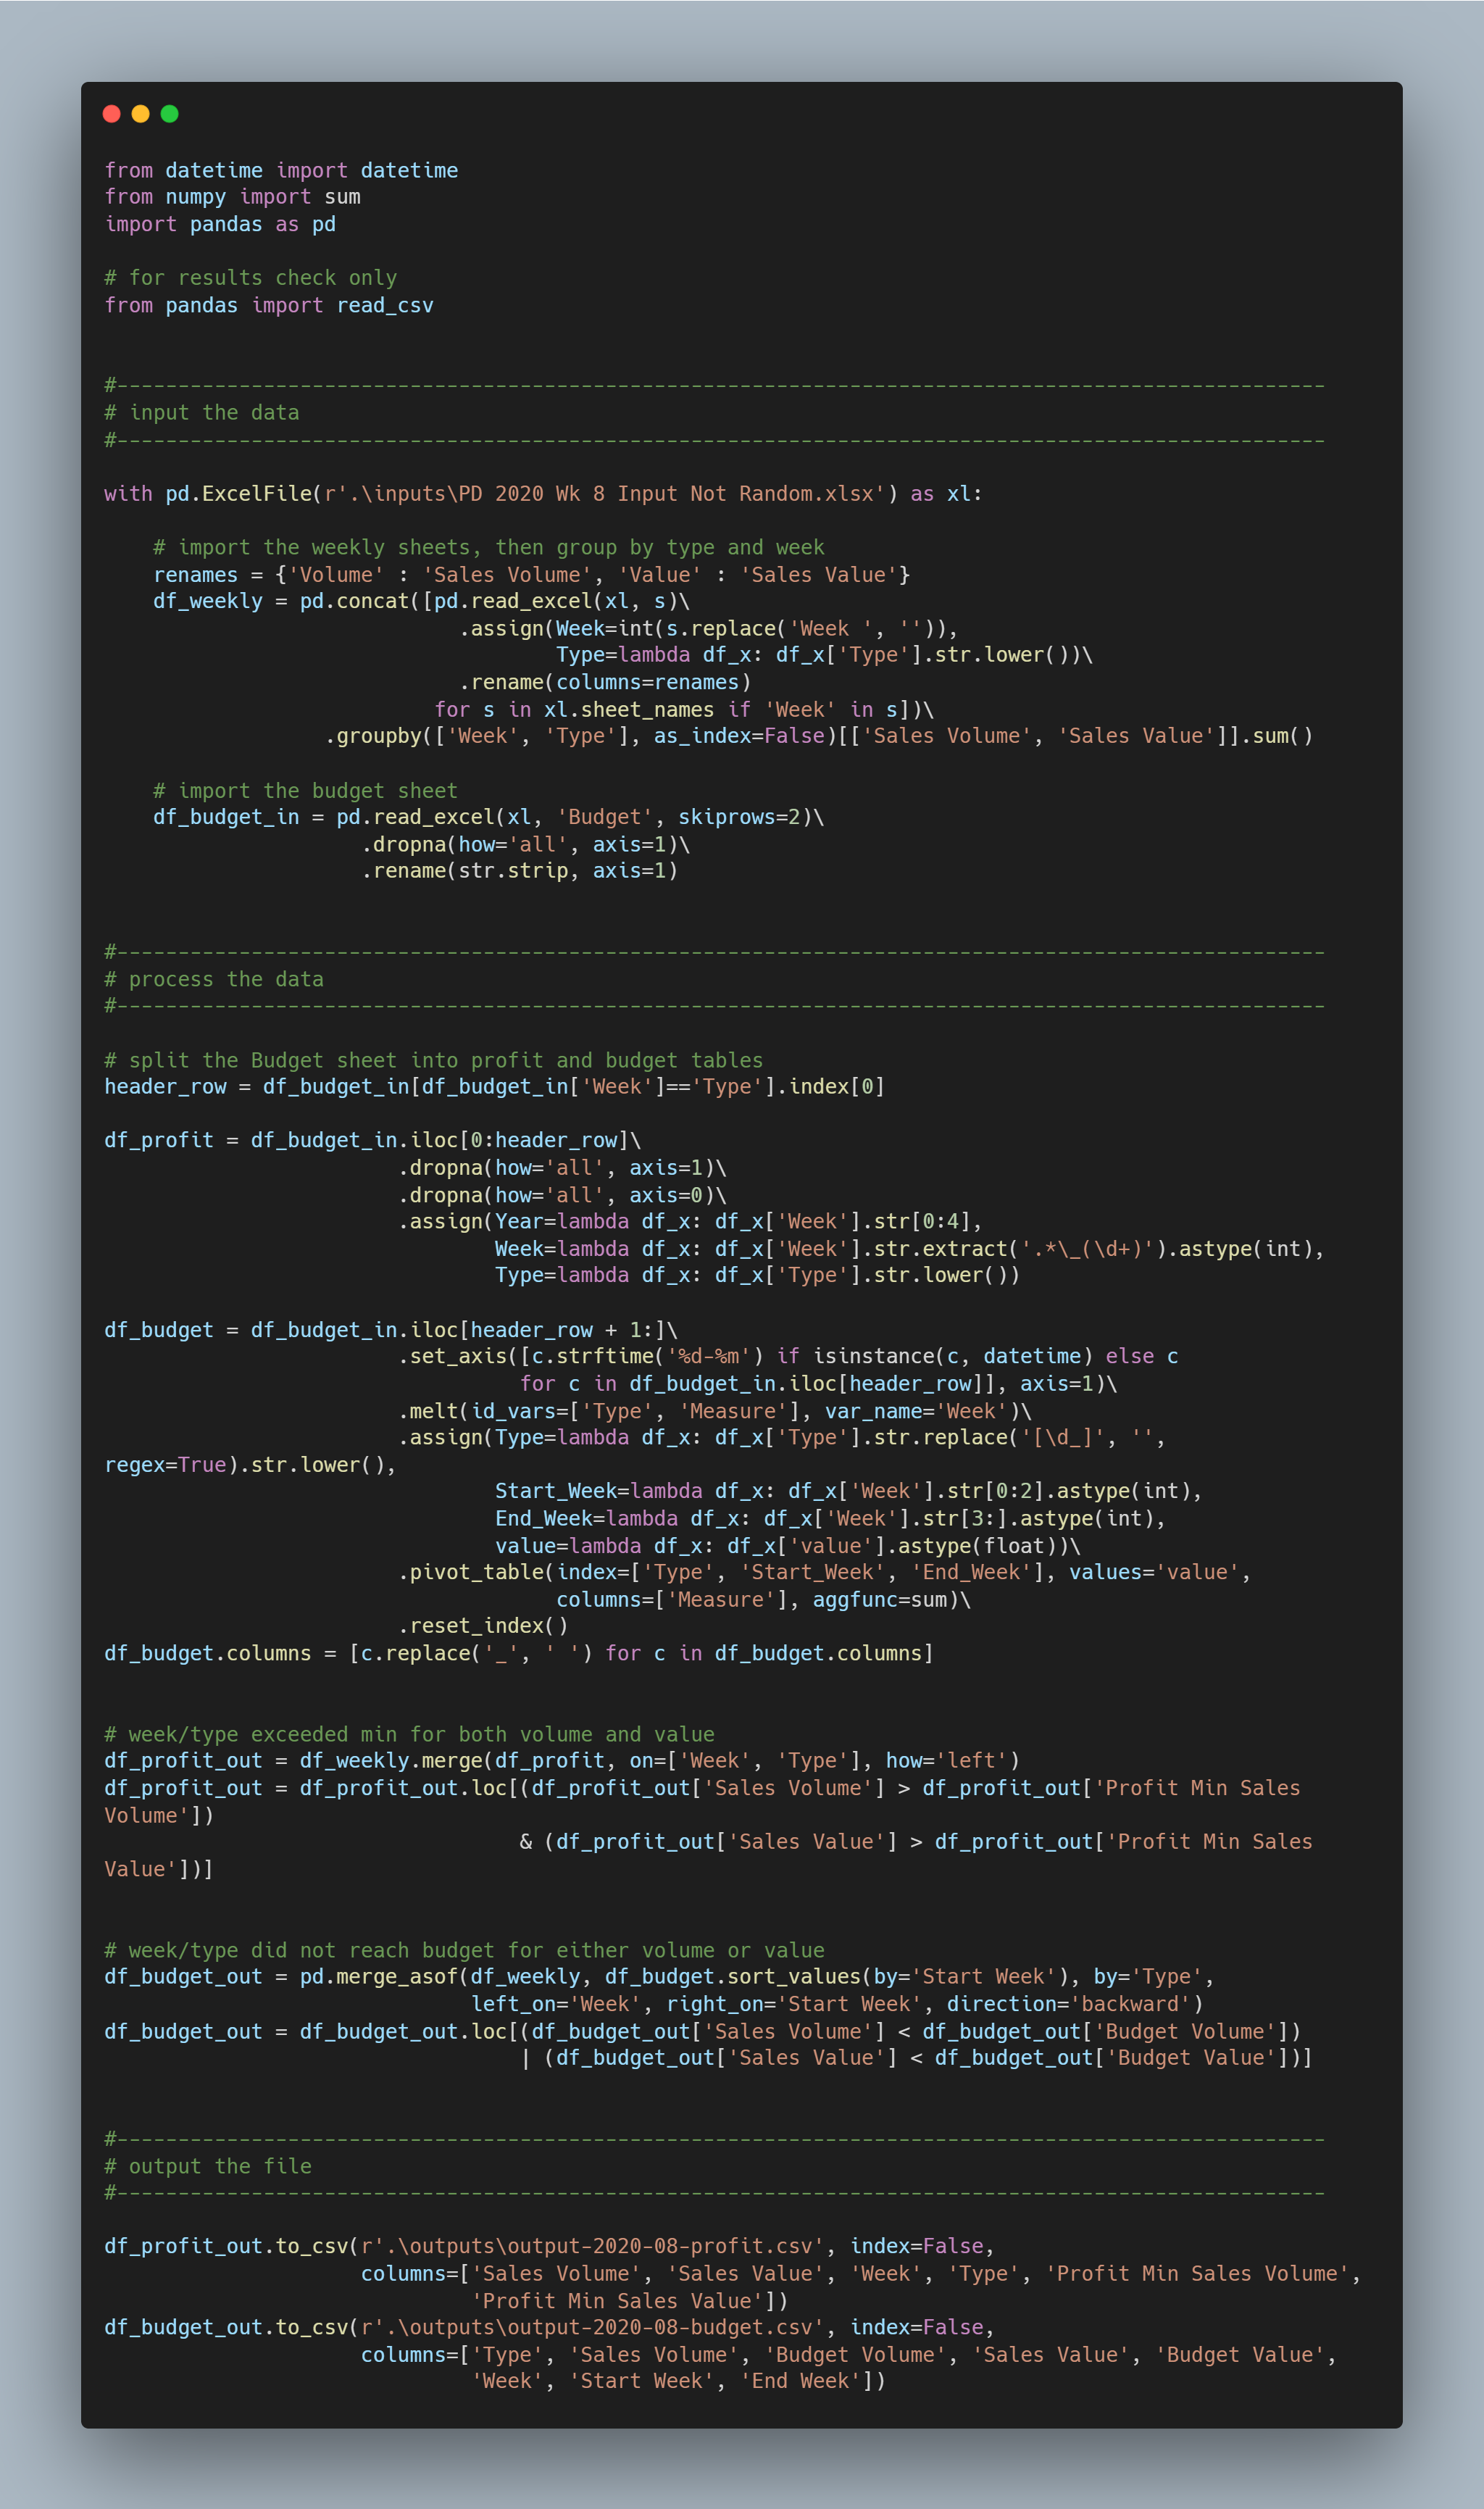 from datetime import datetime
from numpy import sum
import pandas as pd

# for results check only
from pandas import read_csv


#---------------------------------------------------------------------------------------------------
# input the data
#---------------------------------------------------------------------------------------------------

with pd.ExcelFile(r'.\inputs\PD 2020 Wk 8 Input Not Random.xlsx') as xl:

    # import the weekly sheets, then group by type and week
    renames = {'Volume' : 'Sales Volume', 'Value' : 'Sales Value'}
    df_weekly = pd.concat([pd.read_excel(xl, s)\
                             .assign(Week=int(s.replace('Week ', '')),
                                     Type=lambda df_x: df_x['Type'].str.lower())\
                             .rename(columns=renames)
                           for s in xl.sheet_names if 'Week' in s])\
                  .groupby(['Week', 'Type'], as_index=False)[['Sales Volume', 'Sales Value']].sum()

    # import the budget sheet
    df_budget_in = pd.read_excel(xl, 'Budget', skiprows=2)\
                     .dropna(how='all', axis=1)\
                     .rename(str.strip, axis=1)


#---------------------------------------------------------------------------------------------------
# process the data
#---------------------------------------------------------------------------------------------------

# split the Budget sheet into profit and budget tables
header_row = df_budget_in[df_budget_in['Week']=='Type'].index[0]

df_profit = df_budget_in.iloc[0:header_row]\
                        .dropna(how='all', axis=1)\
                        .dropna(how='all', axis=0)\
                        .assign(Year=lambda df_x: df_x['Week'].str[0:4],
                                Week=lambda df_x: df_x['Week'].str.extract('.*\_(\d+)').astype(int),
                                Type=lambda df_x: df_x['Type'].str.lower())

df_budget = df_budget_in.iloc[header_row + 1:]\
                        .set_axis([c.strftime('%d-%m') if isinstance(c, datetime) else c
                                  for c in df_budget_in.iloc[header_row]], axis=1)\
                        .melt(id_vars=['Type', 'Measure'], var_name='Week')\
                        .assign(Type=lambda df_x: df_x['Type'].str.replace('[\d_]', '',
regex=True).str.lower(),
                                Start_Week=lambda df_x: df_x['Week'].str[0:2].astype(int),
                                End_Week=lambda df_x: df_x['Week'].str[3:].astype(int),
                                value=lambda df_x: df_x['value'].astype(float))\
                        .pivot_table(index=['Type', 'Start_Week', 'End_Week'], values='value',
                                     columns=['Measure'], aggfunc=sum)\
                        .reset_index()
df_budget.columns = [c.replace('_', ' ') for c in df_budget.columns]


# week/type exceeded min for both volume and value
df_profit_out = df_weekly.merge(df_profit, on=['Week', 'Type'], how='left')
df_profit_out = df_profit_out.loc[(df_profit_out['Sales Volume'] > df_profit_out['Profit Min Sales
Volume'])
                                  & (df_profit_out['Sales Value'] > df_profit_out['Profit Min Sales
Value'])]


# week/type did not reach budget for either volume or value
df_budget_out = pd.merge_asof(df_weekly, df_budget.sort_values(by='Start Week'), by='Type',
                              left_on='Week', right_on='Start Week', direction='backward')
df_budget_out = df_budget_out.loc[(df_budget_out['Sales Volume'] < df_budget_out['Budget Volume'])
                                  | (df_budget_out['Sales Value'] < df_budget_out['Budget Value'])]


#---------------------------------------------------------------------------------------------------
# output the file
#---------------------------------------------------------------------------------------------------

df_profit_out.to_csv(r'.\outputs\output-2020-08-profit.csv', index=False,
                     columns=['Sales Volume', 'Sales Value', 'Week', 'Type', 'Profit Min Sales Volume',
                              'Profit Min Sales Value'])
df_budget_out.to_csv(r'.\outputs\output-2020-08-budget.csv', index=False,
                     columns=['Type', 'Sales Volume', 'Budget Volume', 'Sales Value', 'Budget Value',
                              'Week', 'Start Week', 'End Week'])